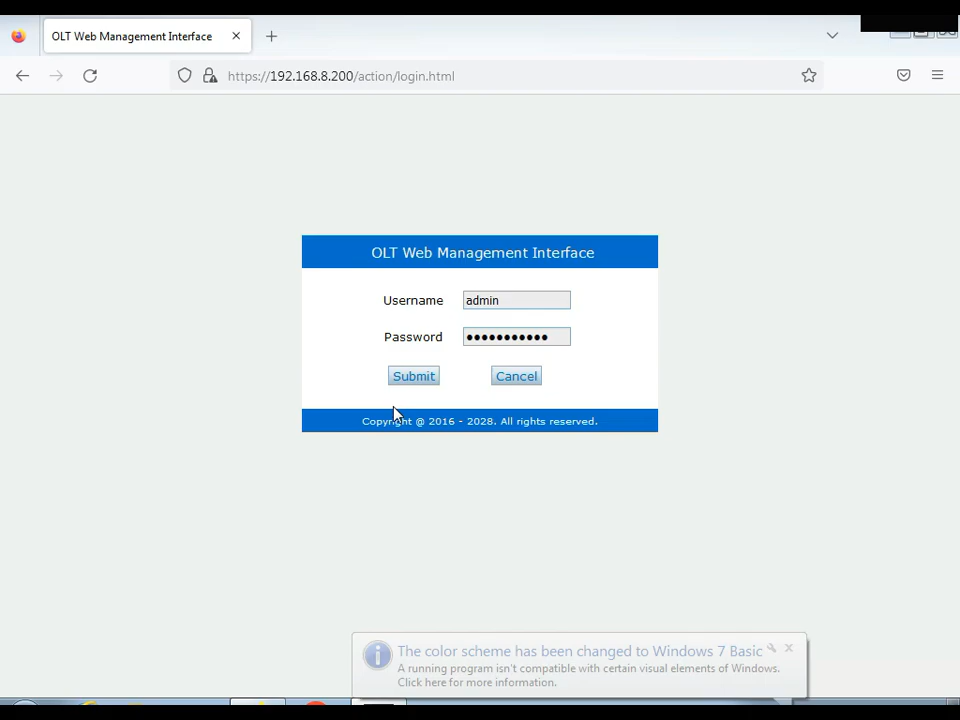 OLT Web Management Interface
https://192.168.8.200/action/login.html
OLT Web Management Interface
Username admin
Password ●●●●●●●●●●●
Submit Cancel
Copyright @ 2016 - 2028. All rights reserved.
The color scheme has been changed to Windows 7 Basic
A running program isn't compatible with certain visual elements of Windows.
Click here for more information.